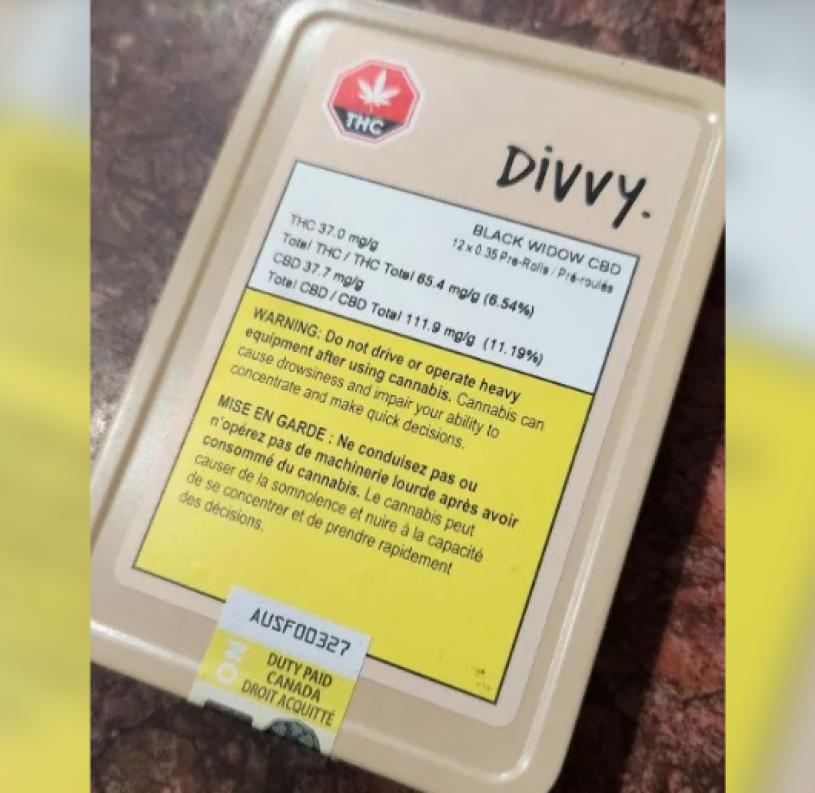 THC
Divvy.
BLACK WIDOW CBD
12 x 0.35 Pre-Rolls / Pré-roulés
THC 37.0 mg/g
Total THC / THC Total 65.4 mg/g (6.54%)
CBD 37.7 mg/g
Total CBD / CBD Total 111.9 mg/g (11.19%)
WARNING: Do not drive or operate heavy
equipment after using cannabis. Cannabis can
cause drowsiness and impair your ability to
concentrate and make quick decisions.
MISE EN GARDE : Ne conduisez pas ou
n'opérez pas de machinerie lourde après avoir
consommé du cannabis. Le cannabis peut
causer de la somnolence et nuire à la capacité
de se concentrer et de prendre rapidement
des décisions.
AUSF00327
ON
DUTY PAID
CANADA
DROIT ACQUITTÉ